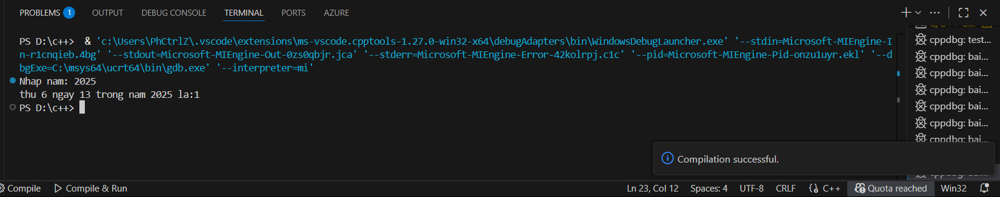 PROBLEMS 1 OUTPUT DEBUG CONSOLE TERMINAL PORTS AZURE
PS D:\c++>  & 'c:\Users\PhCtrlZ\.vscode\extensions\ms-vscode.cpptools-1.27.0-win32-x64\debugAdapters\bin\WindowsDebugLauncher.exe' '--stdin=Microsoft-MIEngine-I
n-r1cnqieb.4bg' '--stdout=Microsoft-MIEngine-Out-0zs0qbjr.jca' '--stderr=Microsoft-MIEngine-Error-42kolrpj.c1c' '--pid=Microsoft-MIEngine-Pid-onzu1uyr.ekl' '--d
bgExe=C:\msys64\ucrt64\bin\gdb.exe' '--interpreter=mi'
Nhap nam: 2025
thu 6 ngay 13 trong nam 2025 la:1
PS D:\c++>
cppdbg: test...
cppdbg: bai...
cppdbg: bai...
cppdbg: bai...
cppdbg: bai...
cppdbg: bai...
cppdbg: bai...
Compilation successful.
cppdbg: bai...
Compile Compile & Run Ln 23, Col 12 Spaces: 4 UTF-8 CRLF C++ Quota reached Win32